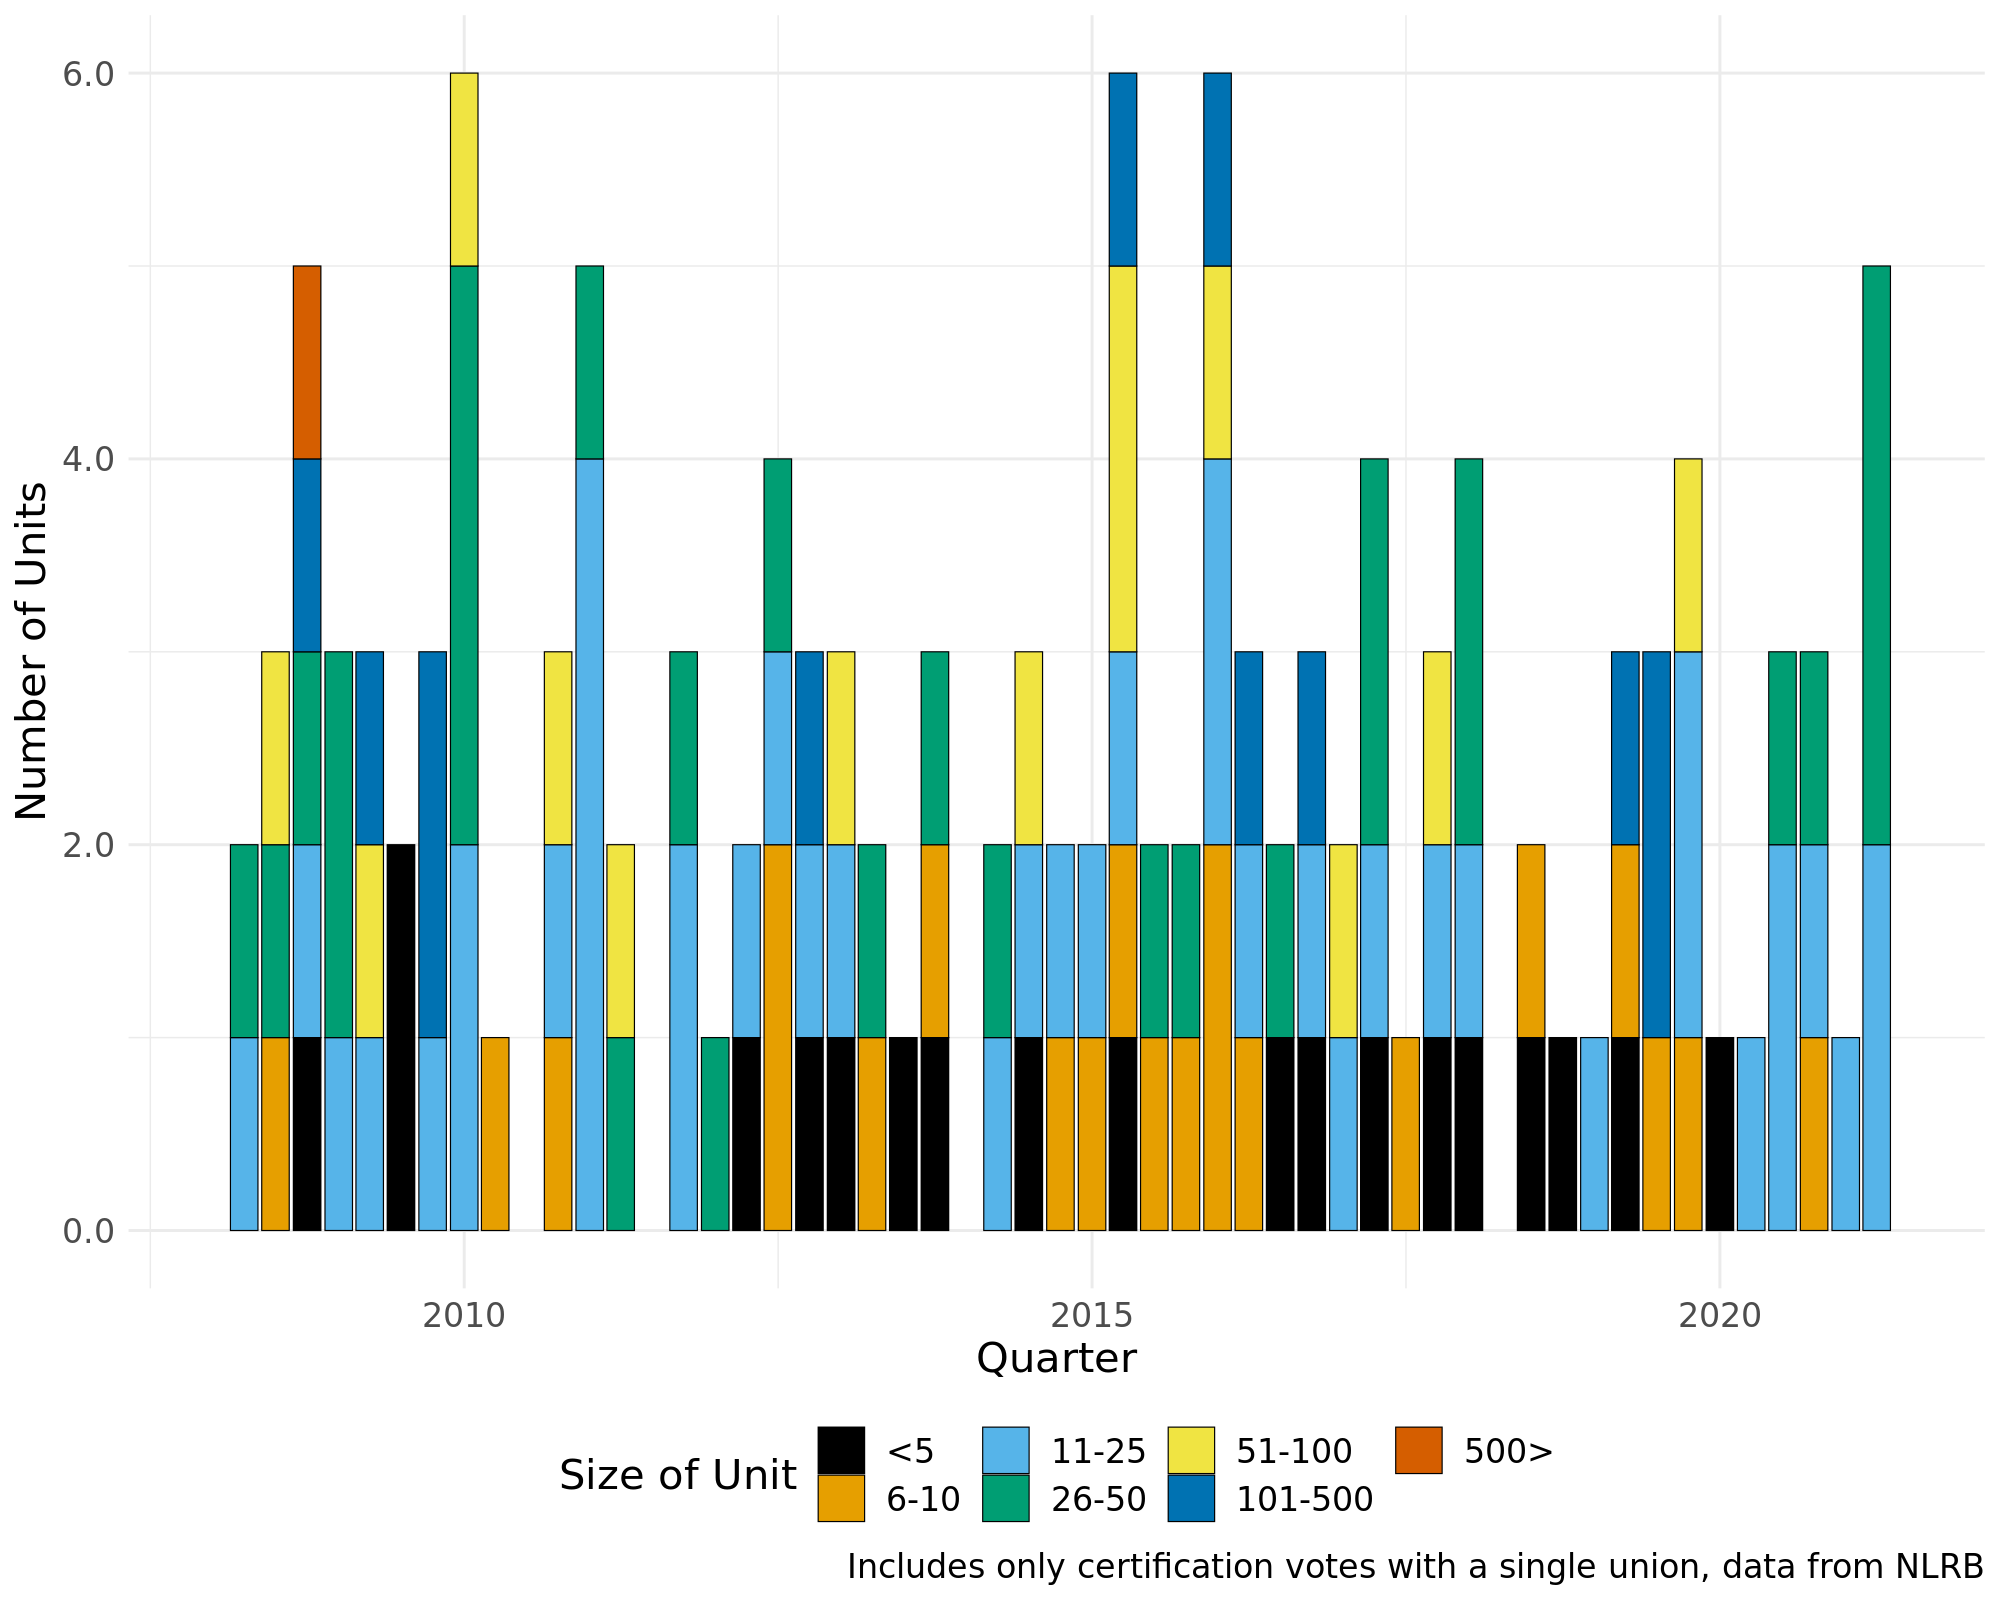 6.0
4.0
2.0
0.0
Number of Units
2010 2015 2020
Quarter
Size of Unit
<5 11-25 51-100 500>
6-10 26-50 101-500
Includes only certification votes with a single union, data from NLRB